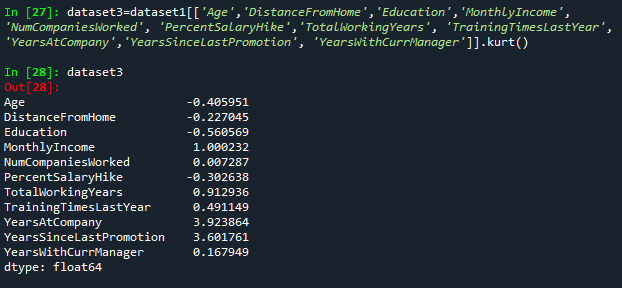 In [27]: dataset3=dataset1[['Age','DistanceFromHome','Education','MonthlyIncome',
'NumCompaniesWorked', 'PercentSalaryHike','TotalWorkingYears', 'TrainingTimesLastYear',
'YearsAtCompany','YearsSinceLastPromotion', 'YearsWithCurrManager']].kurt()
In [28]: dataset3
Out[28]:
Age -0.405951
DistanceFromHome -0.227045
Education -0.560569
MonthlyIncome 1.000232
NumCompaniesWorked 0.007287
PercentSalaryHike -0.302638
TotalWorkingYears 0.912936
TrainingTimesLastYear 0.491149
YearsAtCompany 3.923864
YearsSinceLastPromotion 3.601761
YearsWithCurrManager 0.167949
dtype: float64